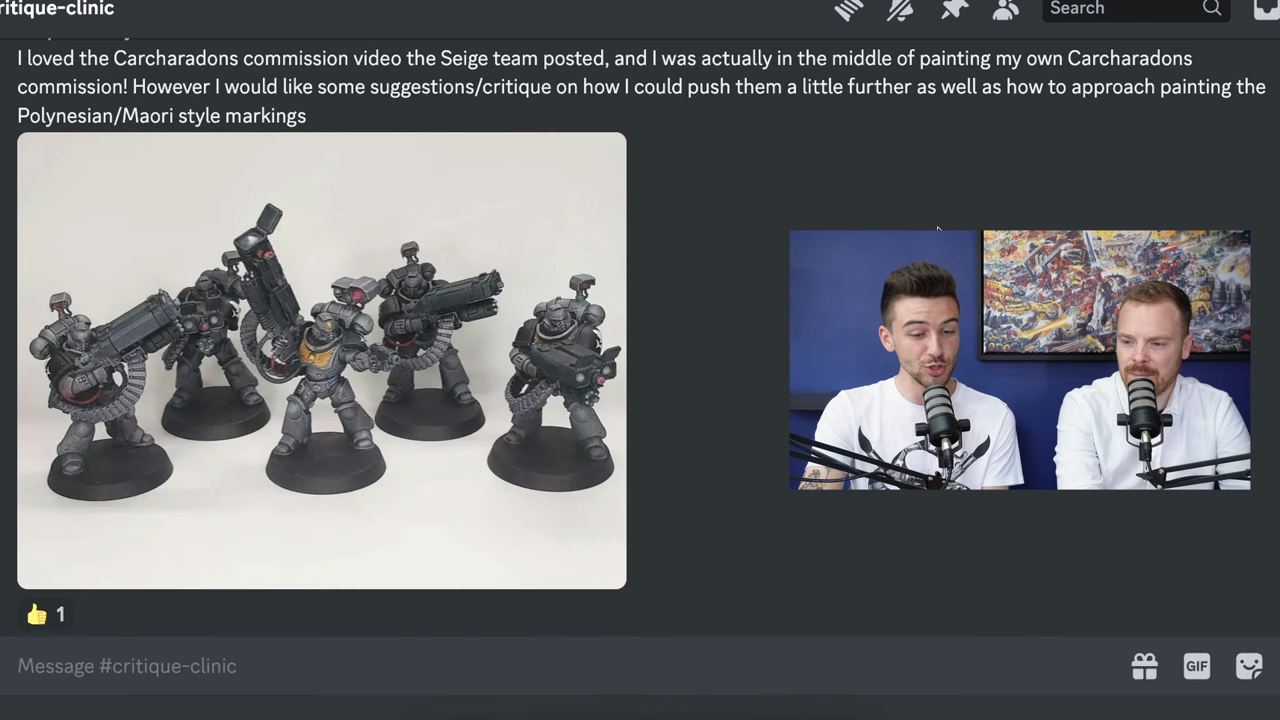 ritique-clinic
Search
I loved the Carcharadons commission video the Seige team posted, and I was actually in the middle of painting my own Carcharadons
commission! However I would like some suggestions/critique on how I could push them a little further as well as how to approach painting the
Polynesian/Maori style markings
👍 1
Message #critique-clinic
GIF